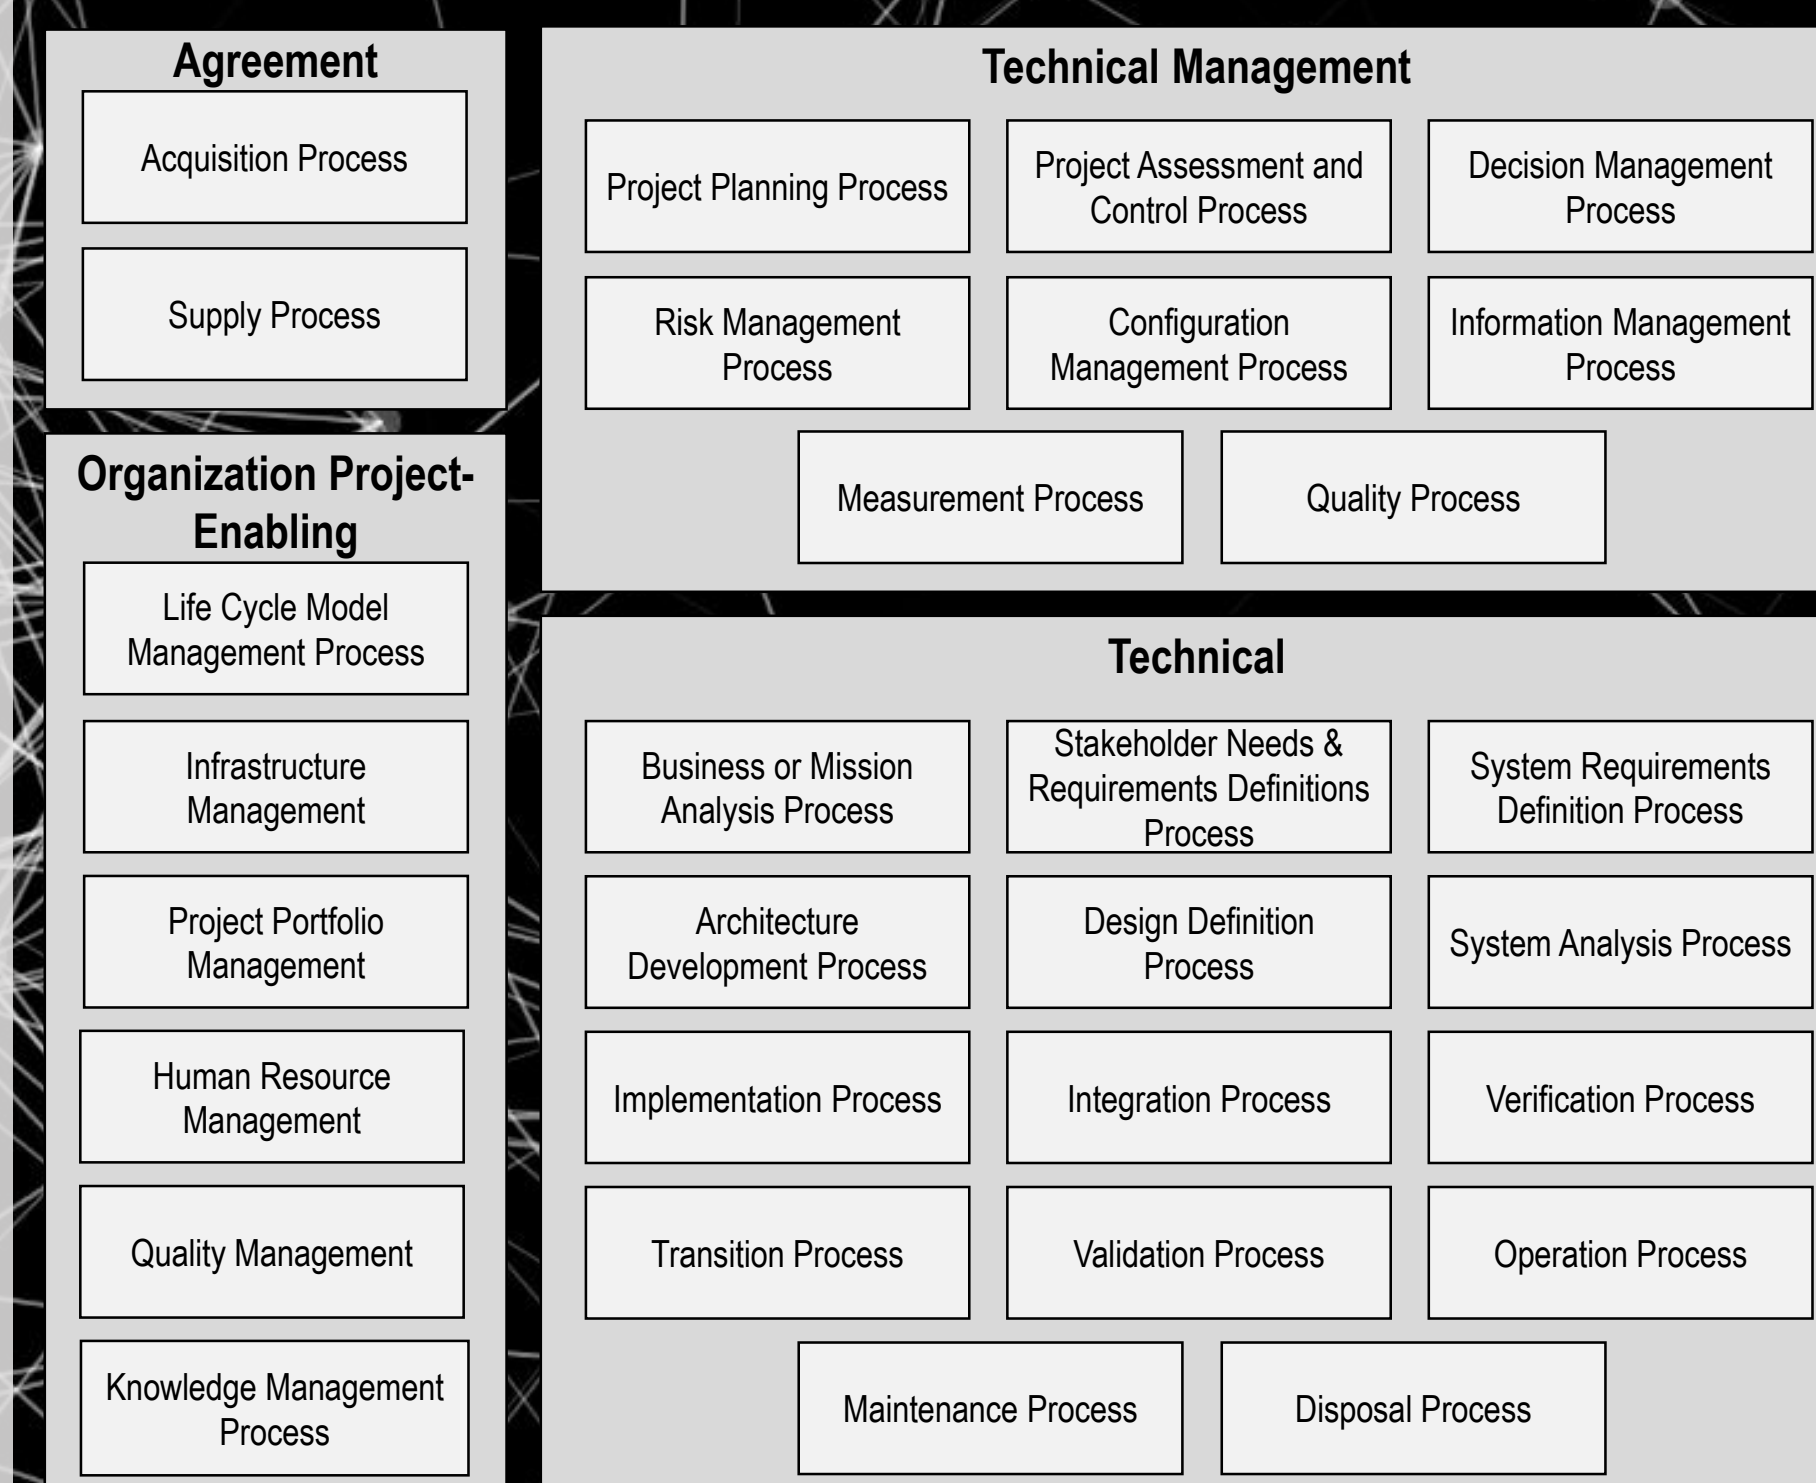 Agreement
Acquisition Process
Supply Process
Organization Project-
Enabling
Life Cycle Model
Management Process
Infrastructure
Management
Project Portfolio
Management
Human Resource
Management
Quality Management
Knowledge Management
Process
Technical Management
Project Planning Process
Project Assessment and
Control Process
Decision Management
Process
Risk Management
Process
Configuration
Management Process
Information Management
Process
Measurement Process
Quality Process
Technical
Business or Mission
Analysis Process
Stakeholder Needs &
Requirements Definitions
Process
System Requirements
Definition Process
Architecture
Development Process
Design Definition
Process
System Analysis Process
Implementation Process
Integration Process
Verification Process
Transition Process
Validation Process
Operation Process
Maintenance Process
Disposal Process